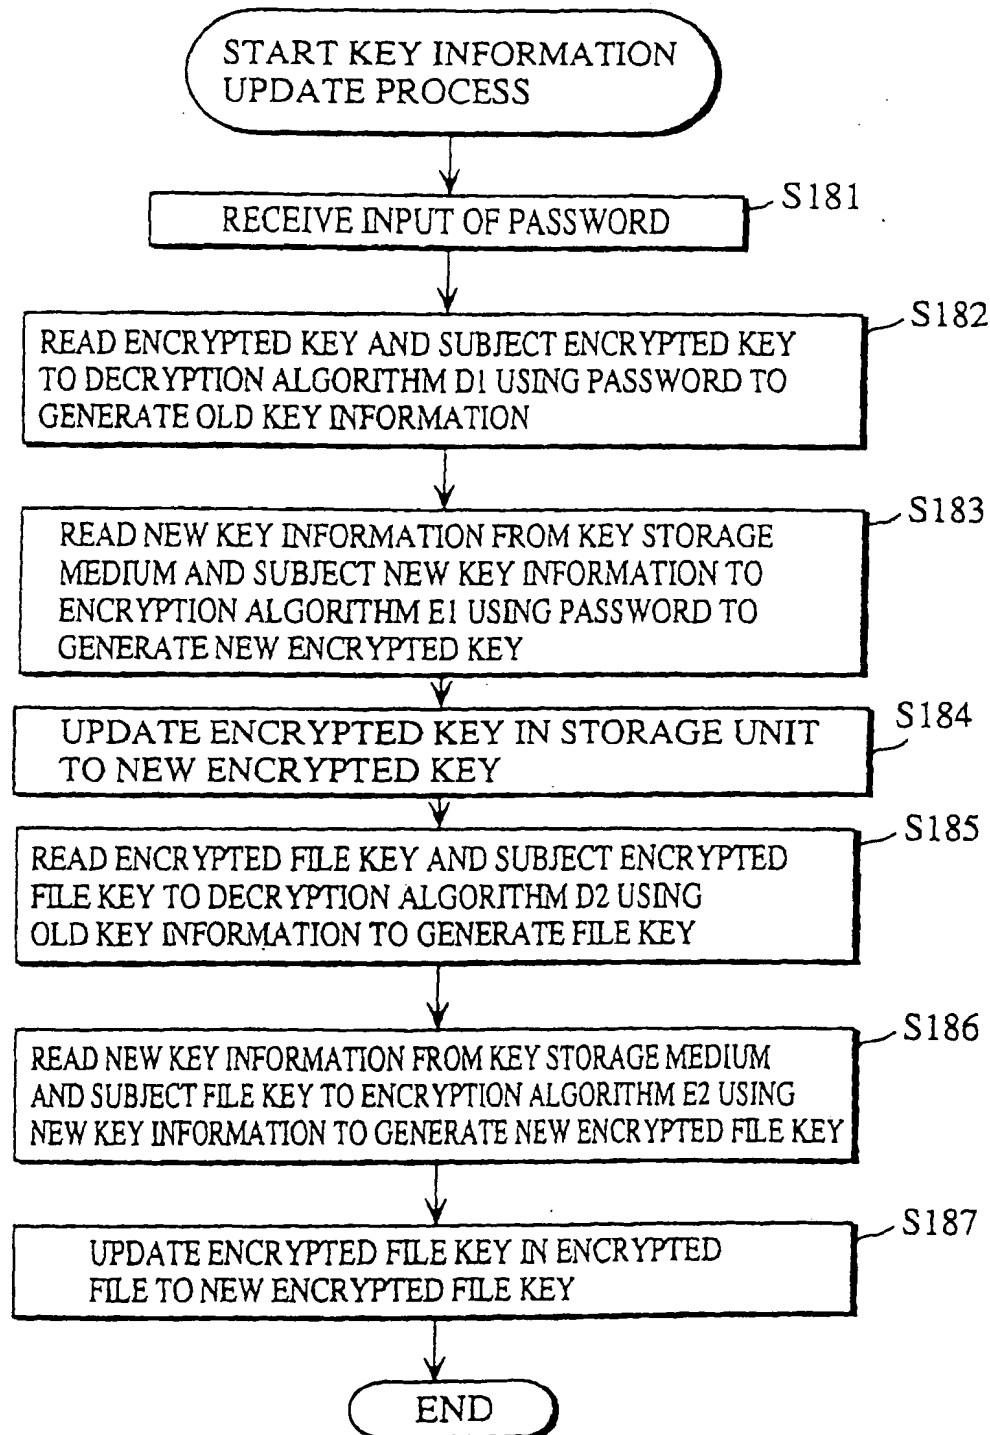 START KEY INFORMATION
UPDATE PROCESS
S181
RECEIVE INPUT OF PASSWORD
S182
READ ENCRYPTED KEY AND SUBJECT ENCRYPTED KEY
TO DECRYPTION ALGORITHM D1 USING PASSWORD TO
GENERATE OLD KEY INFORMATION
S183
READ NEW KEY INFORMATION FROM KEY STORAGE
MEDIUM AND SUBJECT NEW KEY INFORMATION TO
ENCRYPTION ALGORITHM E1 USING PASSWORD TO
GENERATE NEW ENCRYPTED KEY
S184
UPDATE ENCRYPTED KEY IN STORAGE UNIT
TO NEW ENCRYPTED KEY
S185
READ ENCRYPTED FILE KEY AND SUBJECT ENCRYPTED
FILE KEY TO DECRYPTION ALGORITHM D2 USING
OLD KEY INFORMATION TO GENERATE FILE KEY
S186
READ NEW KEY INFORMATION FROM KEY STORAGE MEDIUM
AND SUBJECT FILE KEY TO ENCRYPTION ALGORITHM E2 USING
NEW KEY INFORMATION TO GENERATE NEW ENCRYPTED FILE KEY
S187
UPDATE ENCRYPTED FILE KEY IN ENCRYPTED
FILE TO NEW ENCRYPTED FILE KEY
END